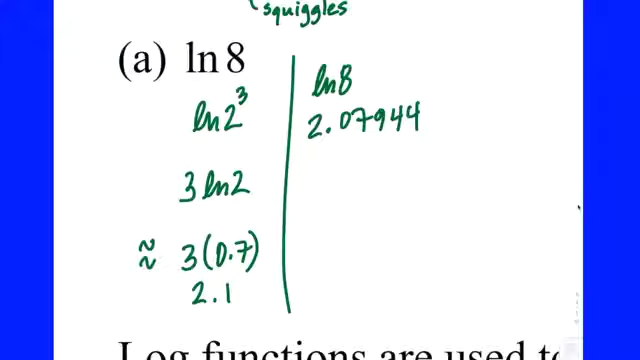 squiggles
(a) ln 8
ln 2³
3 ln 2
≈ 3(0.7)
2.1
ln 8
2.07944
Log functions are used to